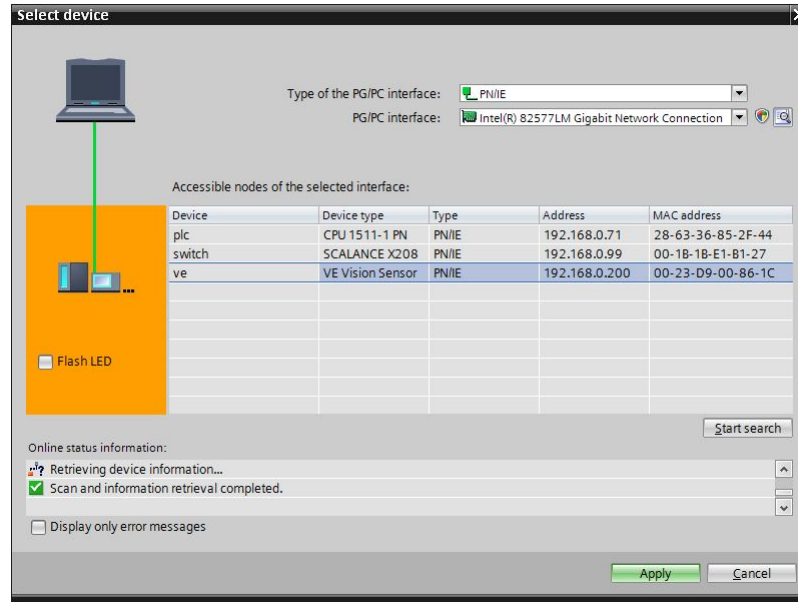 Select device
Type of the PG/PC interface: PN/IE
PG/PC interface: Intel(R) 82577LM Gigabit Network Connection
Accessible nodes of the selected interface:
Device Device type Type Address MAC address
plc CPU 1511-1 PN PN/IE 192.168.0.71 28-63-36-85-2F-44
switch SCALANCE X208 PN/IE 192.168.0.99 00-1B-1B-E1-B1-27
ve VE Vision Sensor PN/IE 192.168.0.200 00-23-D9-00-86-1C
Flash LED
Start search
Online status information:
Retrieving device information...
Scan and information retrieval completed.
Display only error messages
Apply Cancel